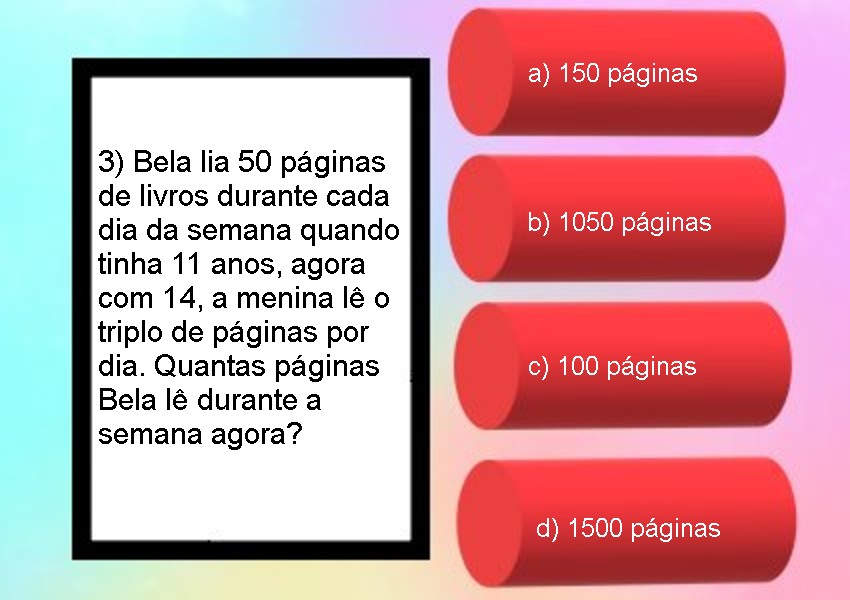 3) Bela lia 50 páginas
de livros durante cada
dia da semana quando
tinha 11 anos, agora
com 14, a menina lê o
triplo de páginas por
dia. Quantas páginas
Bela lê durante a
semana agora?
a) 150 páginas
b) 1050 páginas
c) 100 páginas
d) 1500 páginas